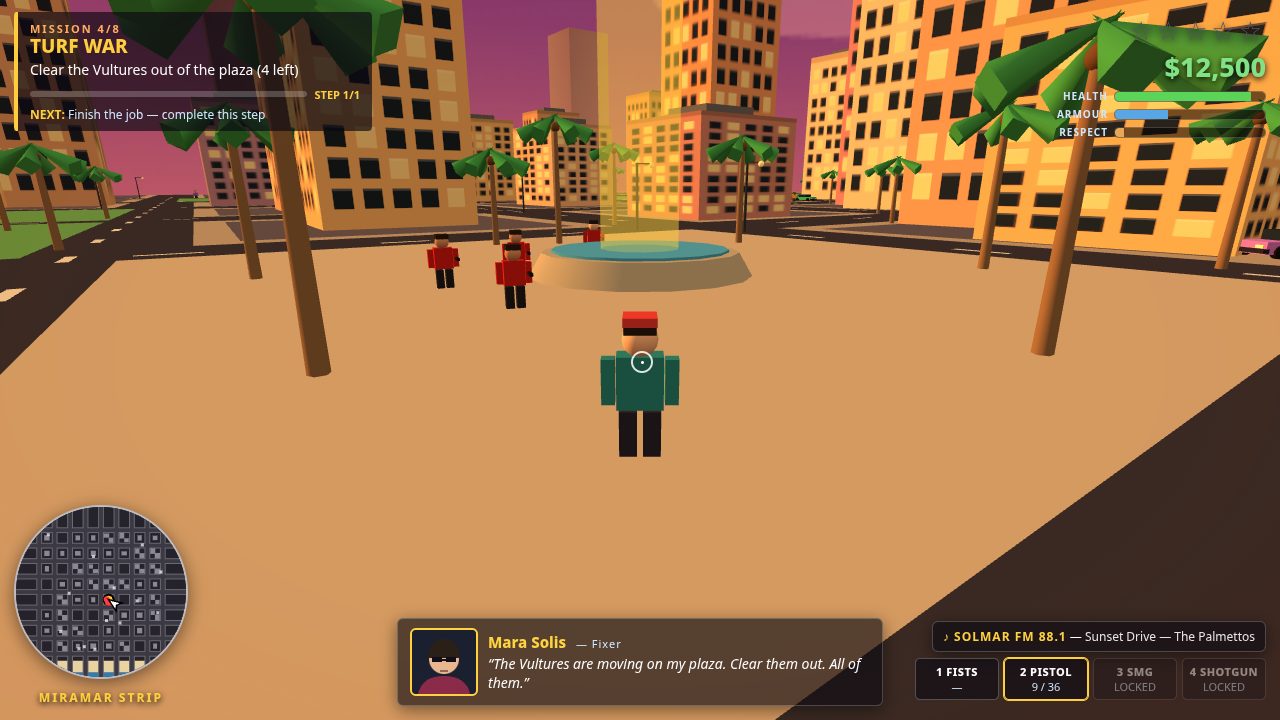 MISSION 4/8
TURF WAR
Clear the Vultures out of the plaza (4 left)
STEP 1/1
NEXT: Finish the job — complete this step
$12,500
HEALTH
ARMOUR
RESPECT
MIRAMAR STRIP
Mara Solis — Fixer
“The Vultures are moving on my plaza. Clear them out. All of
them.”
♪ SOLMAR FM 88.1 — Sunset Drive — The Palmettos
1 FISTS
—
2 PISTOL
9 / 36
3 SMG
LOCKED
4 SHOTGUN
LOCKED